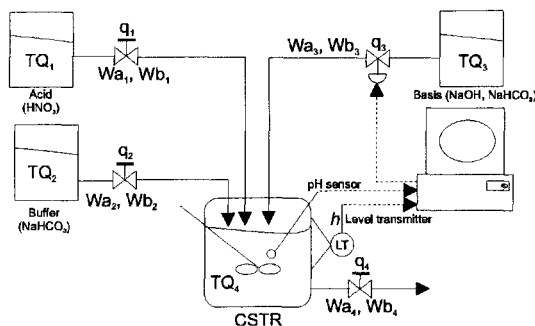 q1
Wa3, Wb3
q3
TQ1
Wa1, Wb1
TQ3
Acid
(HNO3)
Basis (NaOH, NaHCO3)
q2
TQ2
Wa2, Wb2
Buffer
(NaHCO3)
pH sensor
h
Level transmitter
LT
TQ4
q4
Wa4, Wb4
CSTR